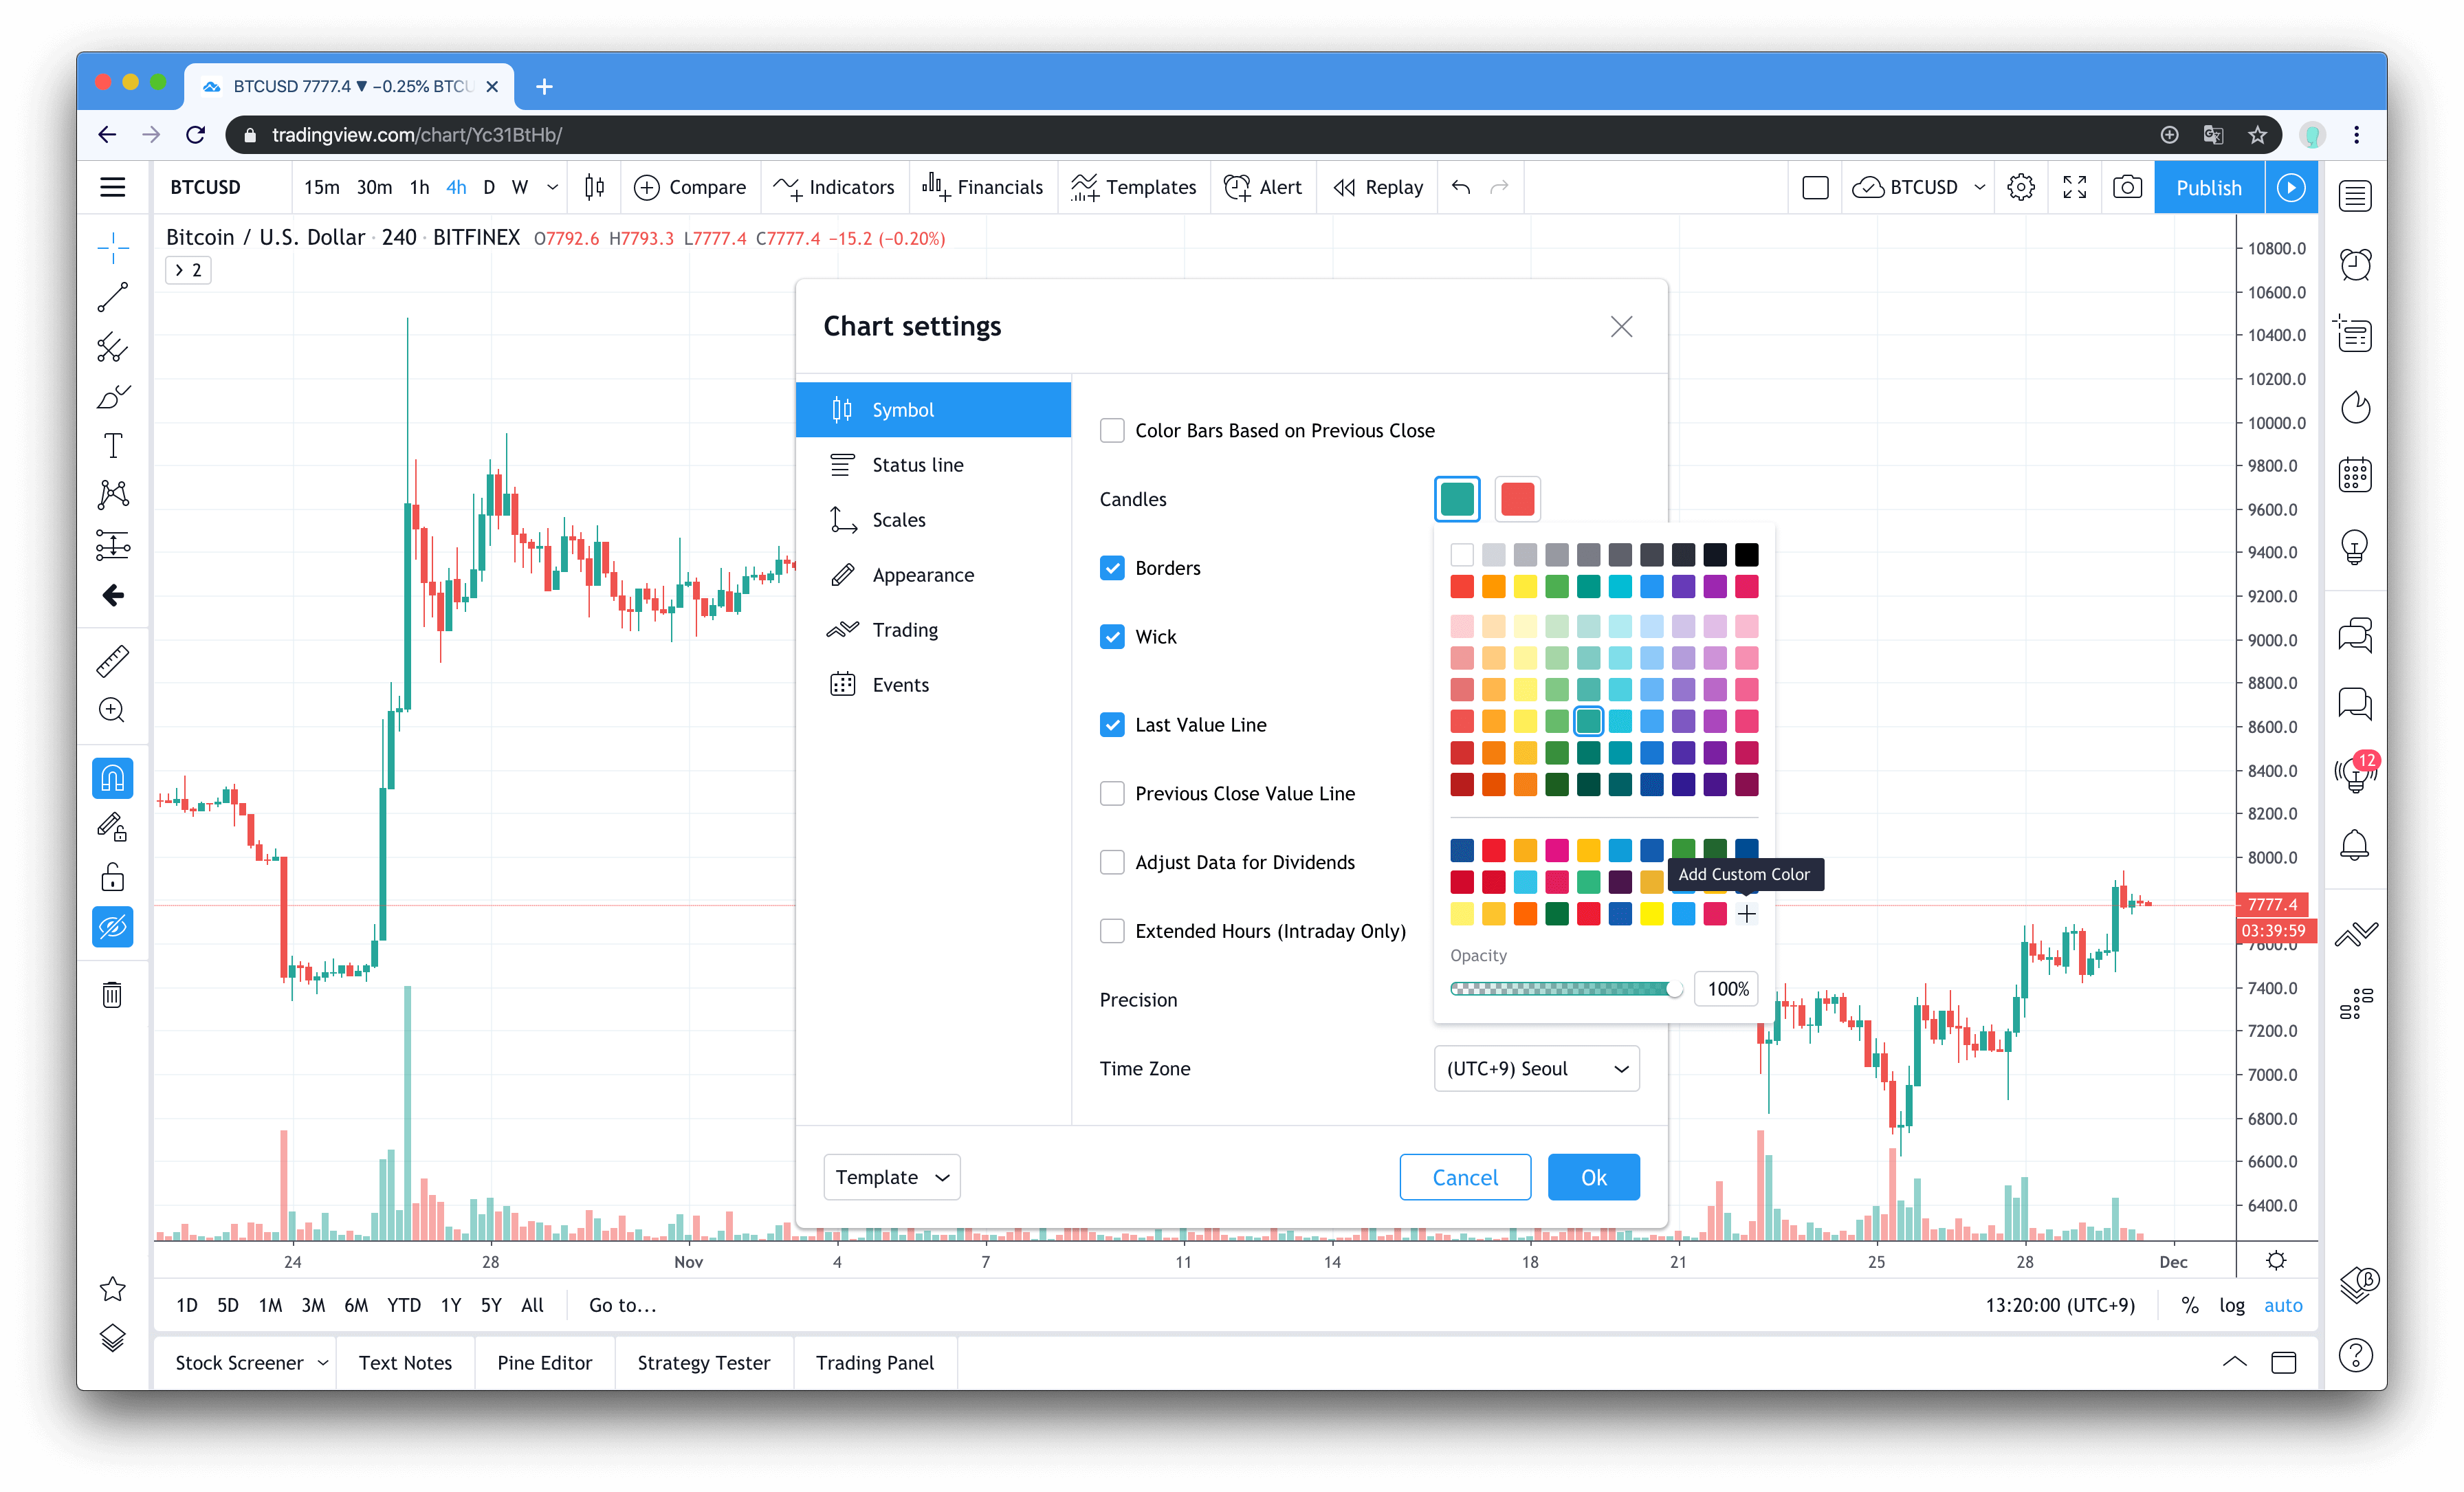 BTCUSD 7777.4 ▼ −0.25% BTCU
tradingview.com/chart/Yc31BtHb/
BTCUSD 15m 30m 1h 4h D W Compare Indicators Financials Templates Alert Replay BTCUSD Publish
Bitcoin / U.S. Dollar · 240 · BITFINEX O7792.6 H7793.3 L7777.4 C7777.4 −15.2 (−0.20%)
2
Chart settings
Symbol
Status line
Scales
Appearance
Trading
Events
Color Bars Based on Previous Close
Candles
Borders
Wick
Last Value Line
Previous Close Value Line
Adjust Data for Dividends
Extended Hours (Intraday Only)
Precision
Time Zone
(UTC+9) Seoul
Add Custom Color
Opacity
100%
Template
Cancel
Ok
10800.0
10600.0
10400.0
10200.0
10000.0
9800.0
9600.0
9400.0
9200.0
9000.0
8800.0
8600.0
8400.0
8200.0
8000.0
7777.4
03:39:59
7600.0
7400.0
7200.0
7000.0
6800.0
6600.0
6400.0
12
β
24 28 Nov 4 7 11 14 18 21 25 28 Dec
1D 5D 1M 3M 6M YTD 1Y 5Y All Go to... 13:20:00 (UTC+9) % log auto
Stock Screener Text Notes Pine Editor Strategy Tester Trading Panel